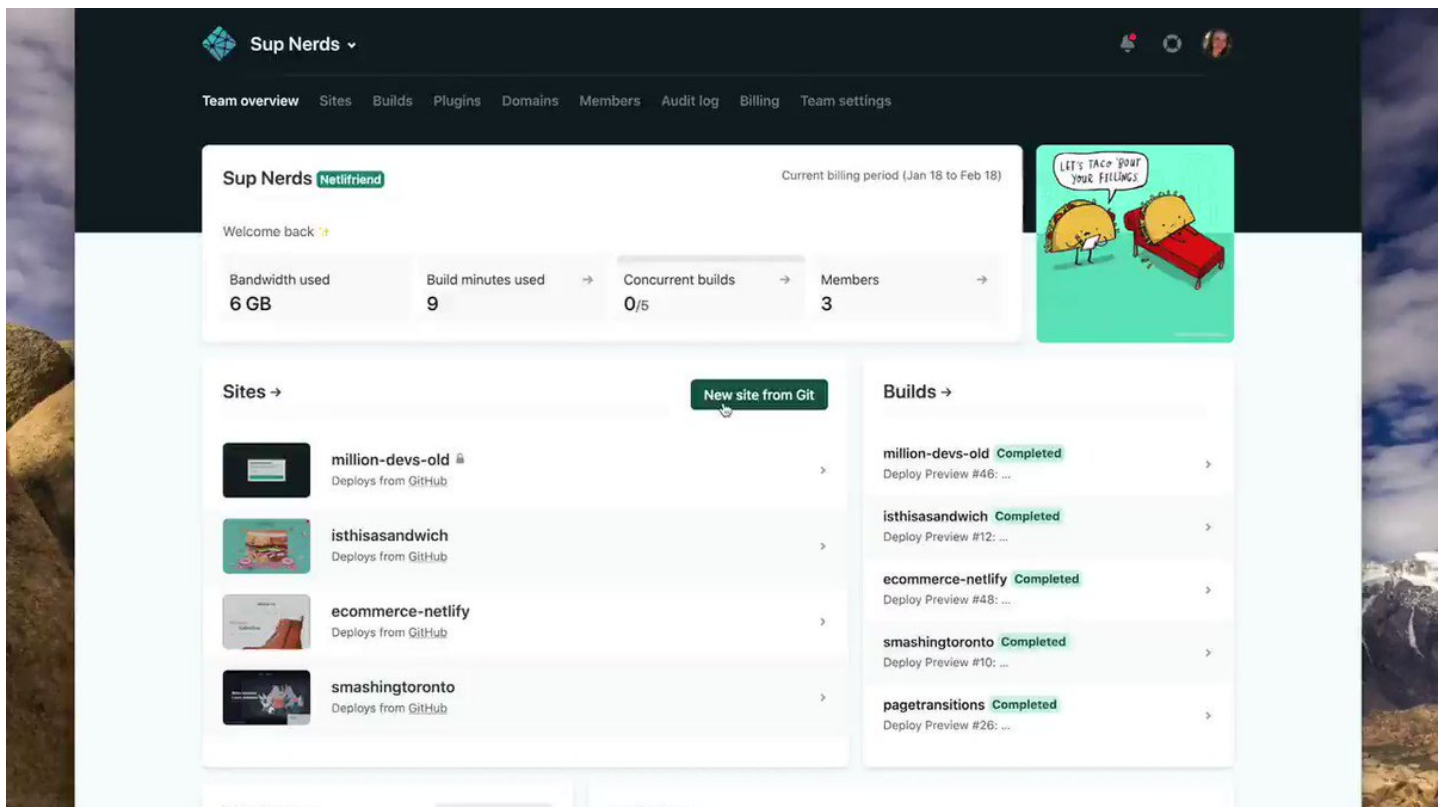 Sup Nerds
Team overview Sites Builds Plugins Domains Members Audit log Billing Team settings
Sup Nerds Netlifriend
Current billing period (Jan 18 to Feb 18)
LET'S TACO 'BOUT
YOUR FILLINGS
Welcome back
Bandwidth used
6 GB
Build minutes used →
9
Concurrent builds →
0/5
Members →
3
Sites →
New site from Git
million-devs-old
Deploys from GitHub
isthisasandwich
Deploys from GitHub
ecommerce-netlify
Deploys from GitHub
smashingtoronto
Deploys from GitHub
Builds →
million-devs-old Completed
Deploy Preview #46: ...
isthisasandwich Completed
Deploy Preview #12: ...
ecommerce-netlify Completed
Deploy Preview #48: ...
smashingtoronto Completed
Deploy Preview #10: ...
pagetransitions Completed
Deploy Preview #26: ...